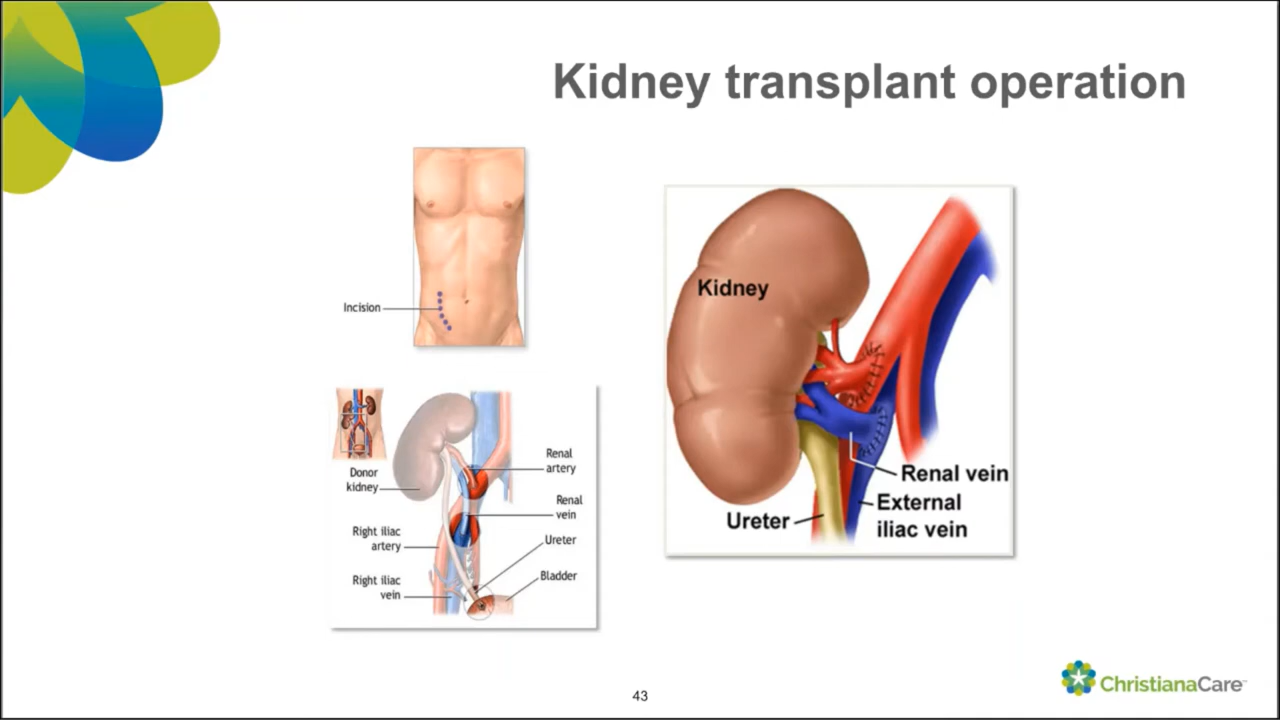 Kidney transplant operation
Incision
Donor
kidney
Right iliac
artery
Right iliac
vein
Renal
artery
Renal
vein
Ureter
Bladder
Kidney
Renal vein
External
iliac vein
Ureter
43
ChristianaCare